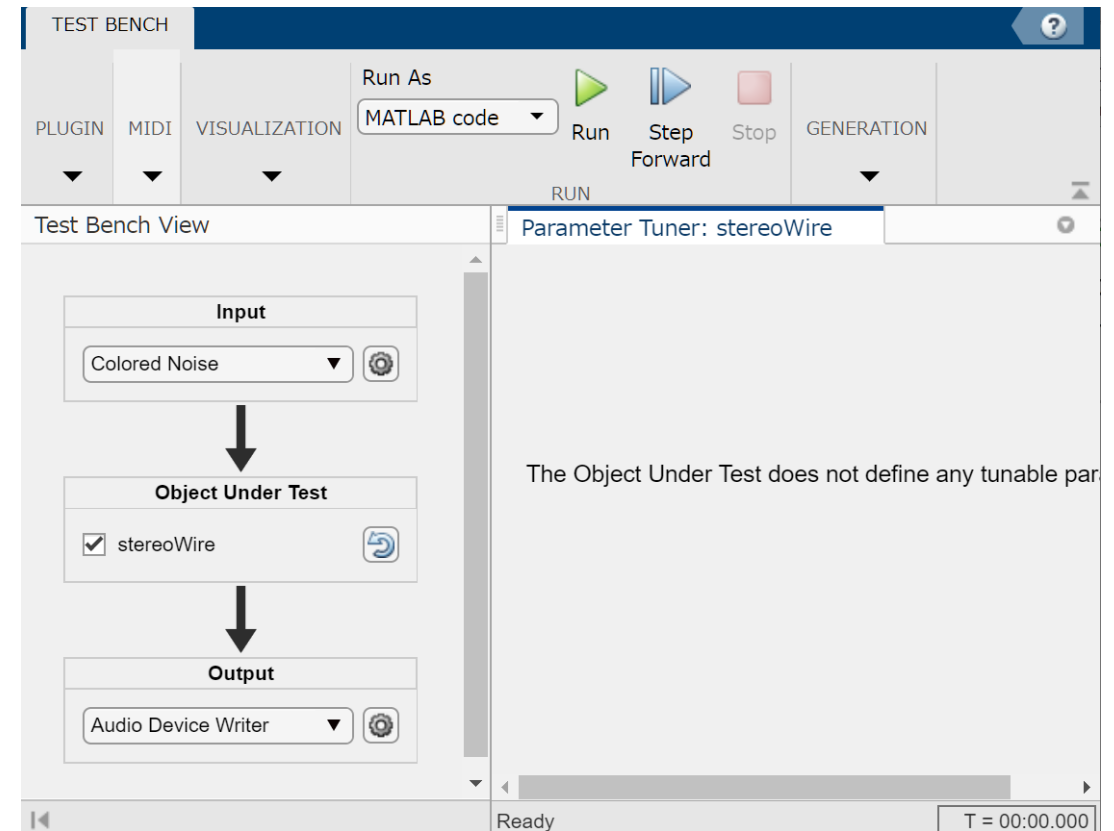 TEST BENCH
?
PLUGIN
MIDI
VISUALIZATION
Run As
MATLAB code
Run
Step
Forward
Stop
RUN
GENERATION
Test Bench View
Parameter Tuner: stereoWire
Input
Colored Noise
Object Under Test
stereoWire
Output
Audio Device Writer
The Object Under Test does not define any tunable par
Ready
T = 00:00.000